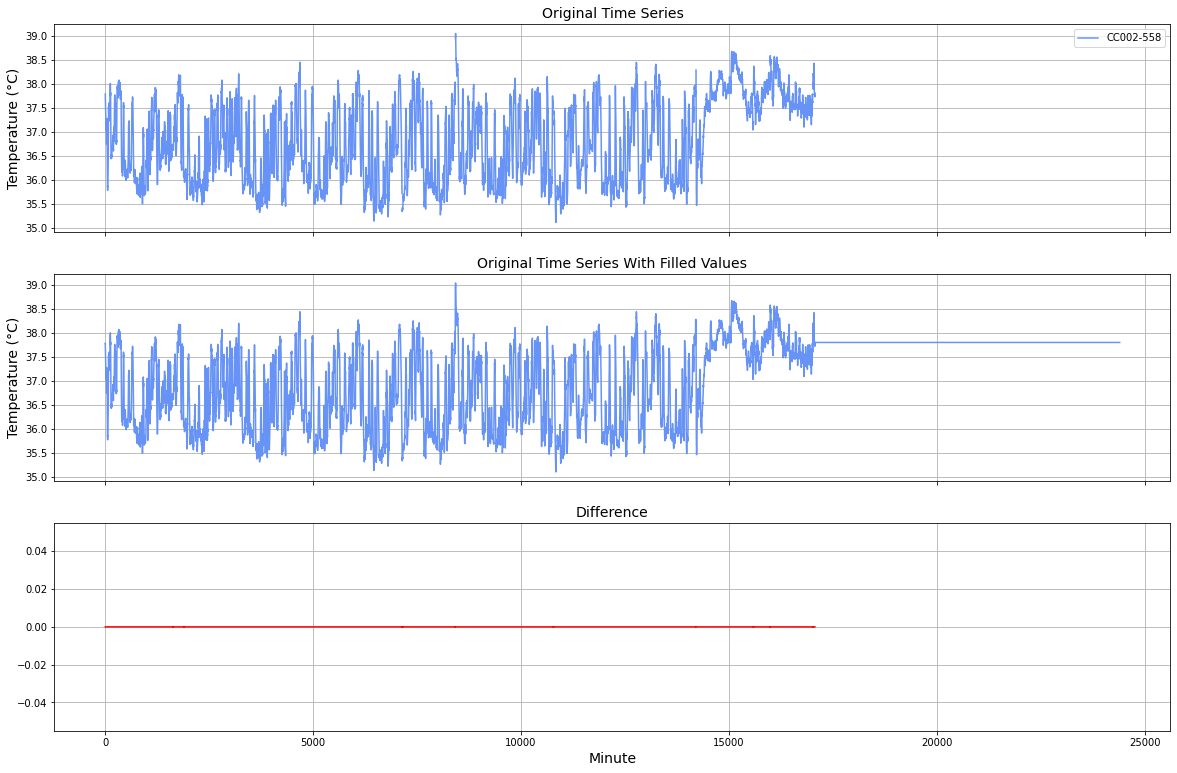 Original Time Series
39.0
38.5
38.0
37.5
37.0
36.5
36.0
35.5
35.0
Temperature (°C)
CC002-558
Original Time Series With Filled Values
39.0
38.5
38.0
37.5
37.0
36.5
36.0
35.5
35.0
Temperature (°C)
Difference
0.04
0.02
0.00
−0.02
−0.04
0 5000 10000 15000 20000 25000
Minute